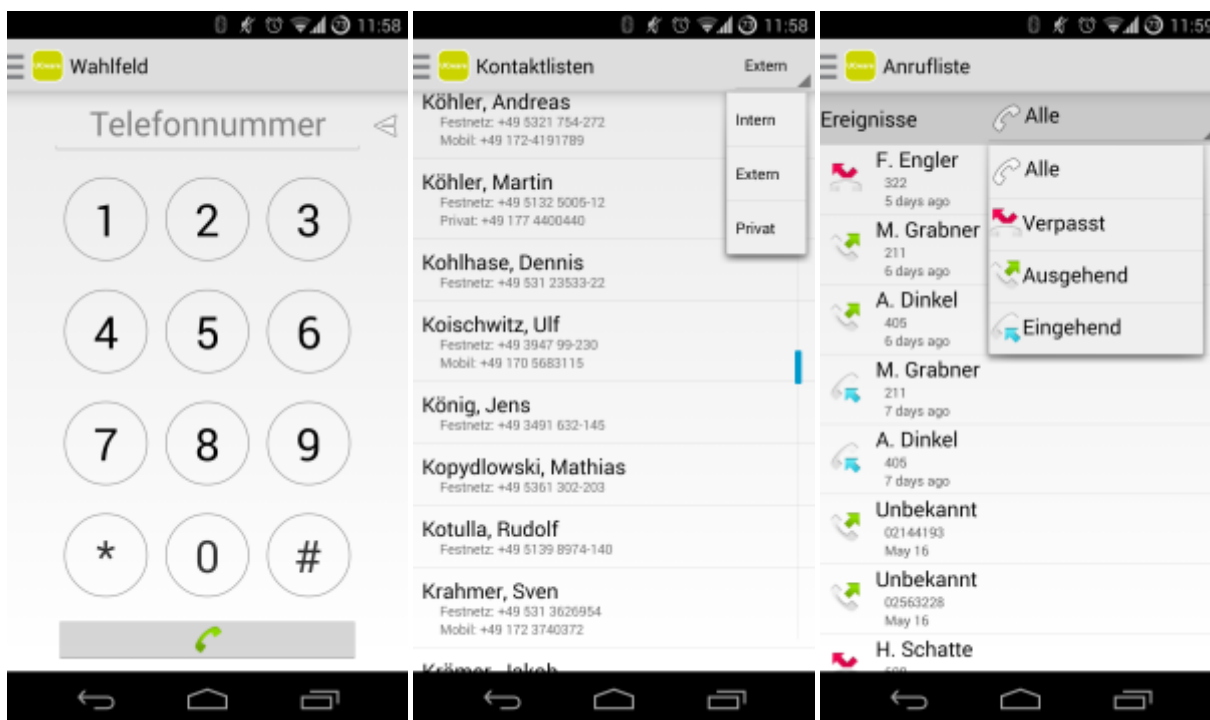 11:58
Wahlfeld
Telefonnummer
1 2 3
4 5 6
7 8 9
* 0 #
23 11:58
Kontaktlisten Extern
Köhler, Andreas
Festnetz: +49 5321 754-272
Mobil: +49 172-4191789
Köhler, Martin
Festnetz: +49 5132 5005-12
Privat: +49 177 4400440
Kohlhase, Dennis
Festnetz: +49 531 23533-22
Koischwitz, Ulf
Festnetz: +49 3947 99-230
Mobil: +49 170 5683115
König, Jens
Festnetz: +49 3491 632-145
Kopydlowski, Mathias
Festnetz: +49 5361 302-203
Kotulla, Rudolf
Festnetz: +49 5139 8974-140
Krahmer, Sven
Festnetz: +49 531 3626954
Mobil: +49 172 3740372
Krämer, Jakob
Intern
Extern
Privat
23 11:59
Anrufliste
Ereignisse
Alle
Alle
Verpasst
Ausgehend
Eingehend
F. Engler
322
5 days ago
M. Grabner
211
6 days ago
A. Dinkel
405
6 days ago
M. Grabner
211
7 days ago
A. Dinkel
405
7 days ago
Unbekannt
02144193
May 16
Unbekannt
02563228
May 16
H. Schatte